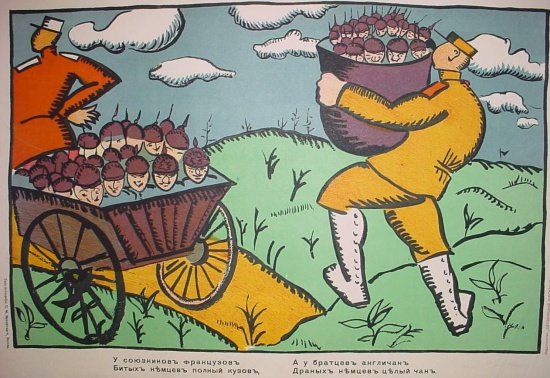 У союзниковъ французовъ
Битыхъ нѣмцевъ полный кузовъ,
А у братцевъ англичанъ
Драныхъ нѣмцевъ цѣлый чанъ.